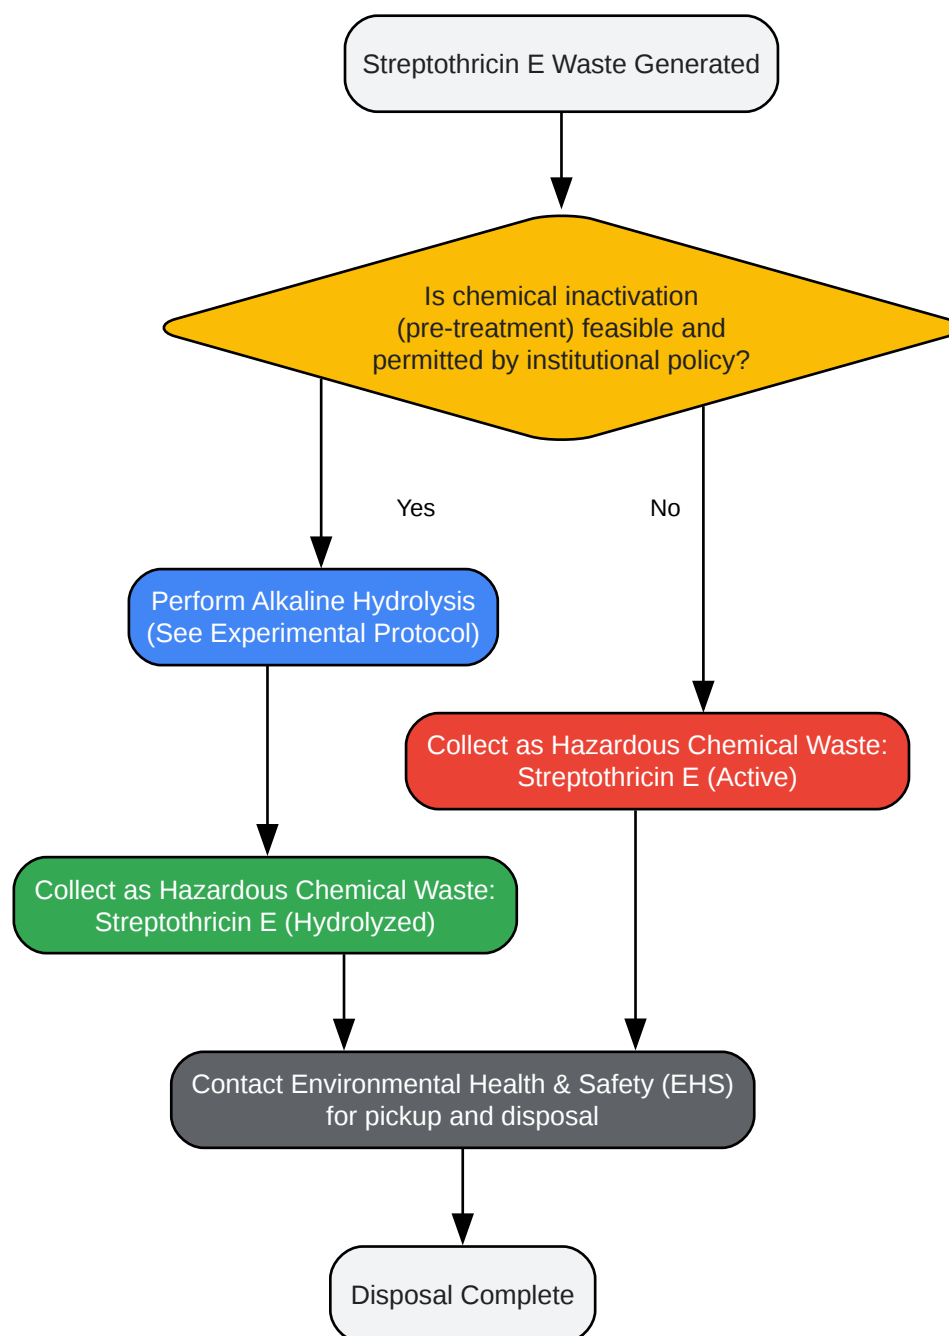 Streptothricin E Waste Generated
Is chemical inactivation
(pre-treatment) feasible and
permitted by institutional policy?
Yes
No
Perform Alkaline Hydrolysis
(See Experimental Protocol)
Collect as Hazardous Chemical Waste:
Streptothricin E (Active)
Collect as Hazardous Chemical Waste:
Streptothricin E (Hydrolyzed)
Contact Environmental Health & Safety (EHS)
for pickup and disposal
Disposal Complete